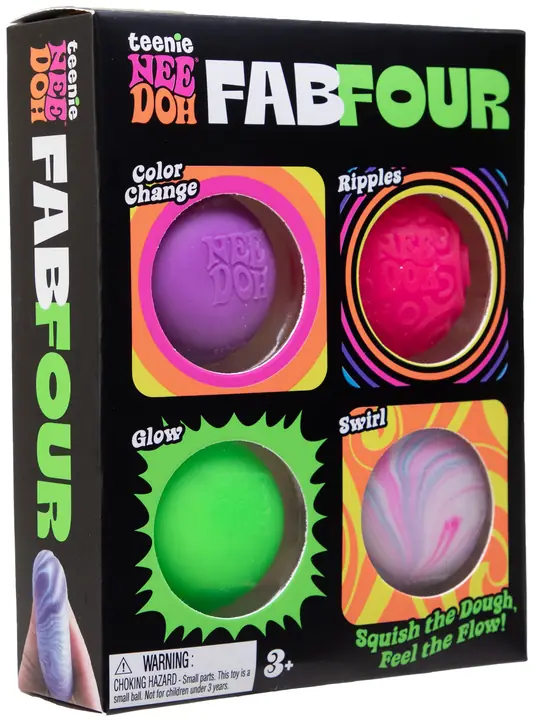 teenie
NEE
DOH
FABFOUR
teenie
NEE
DOH
FABFOUR
Color
Change
NEE
DOH
Ripples
NEE
DOH
Glow
Swirl
Squish the Dough,
Feel the Flow!
WARNING:
CHOKING HAZARD - Small parts. This toy is a
small ball. Not for children under 3 years.
3+